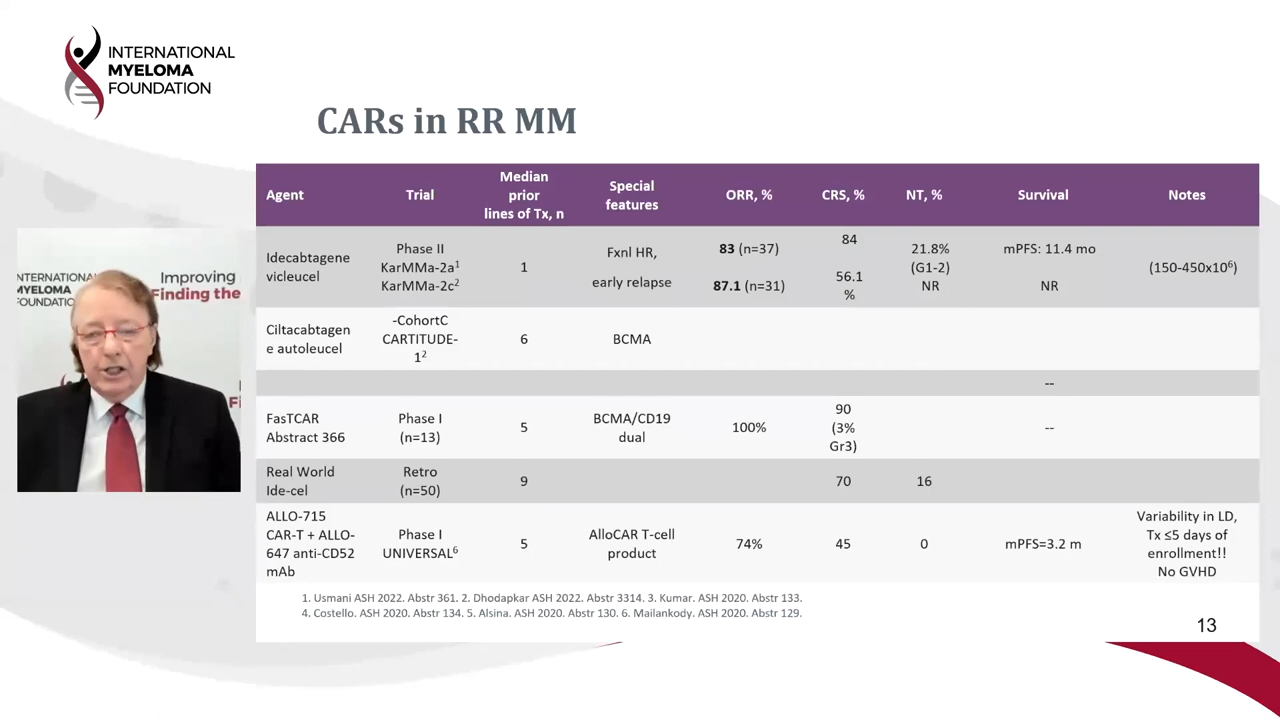 INTERNATIONAL
MYELOMA
FOUNDATION
CARs in RR MM
Agent
Trial
Median
prior
lines of Tx, n
Special
features
ORR, %
CRS, %
NT, %
Survival
Notes
Idecabtagene
vicleucel
Phase II
KarMMa-2a1
KarMMa-2c2
1
Fxnl HR,
early relapse
83 (n=37)
87.1 (n=31)
84
56.1
%
21.8%
(G1-2)
NR
mPFS: 11.4 mo
NR
(150-450x10⁶)
Ciltacabtagen
e autoleucel
-CohortC
CARTITUDE-
1²
6
BCMA
--
FasTCAR
Abstract 366
Phase I
(n=13)
5
BCMA/CD19
dual
100%
90
(3%
Gr3)
--
Real World
Ide-cel
Retro
(n=50)
9
70
16
ALLO-715
CAR-T + ALLO-
647 anti-CD52
mAb
Phase I
UNIVERSAL⁶
5
AlloCAR T-cell
product
74%
45
0
mPFS=3.2 m
Variability in LD,
Tx ≤5 days of
enrollment!!
No GVHD
1. Usmani ASH 2022. Abstr 361. 2. Dhodapkar ASH 2022. Abstr 3314. 3. Kumar. ASH 2020. Abstr 133.
4. Costello. ASH 2020. Abstr 134. 5. Alsina. ASH 2020. Abstr 130. 6. Mailankody. ASH 2020. Abstr 129.
13
INTERNATIONAL
MYELOMA
FOUNDATION
Improving
Finding the